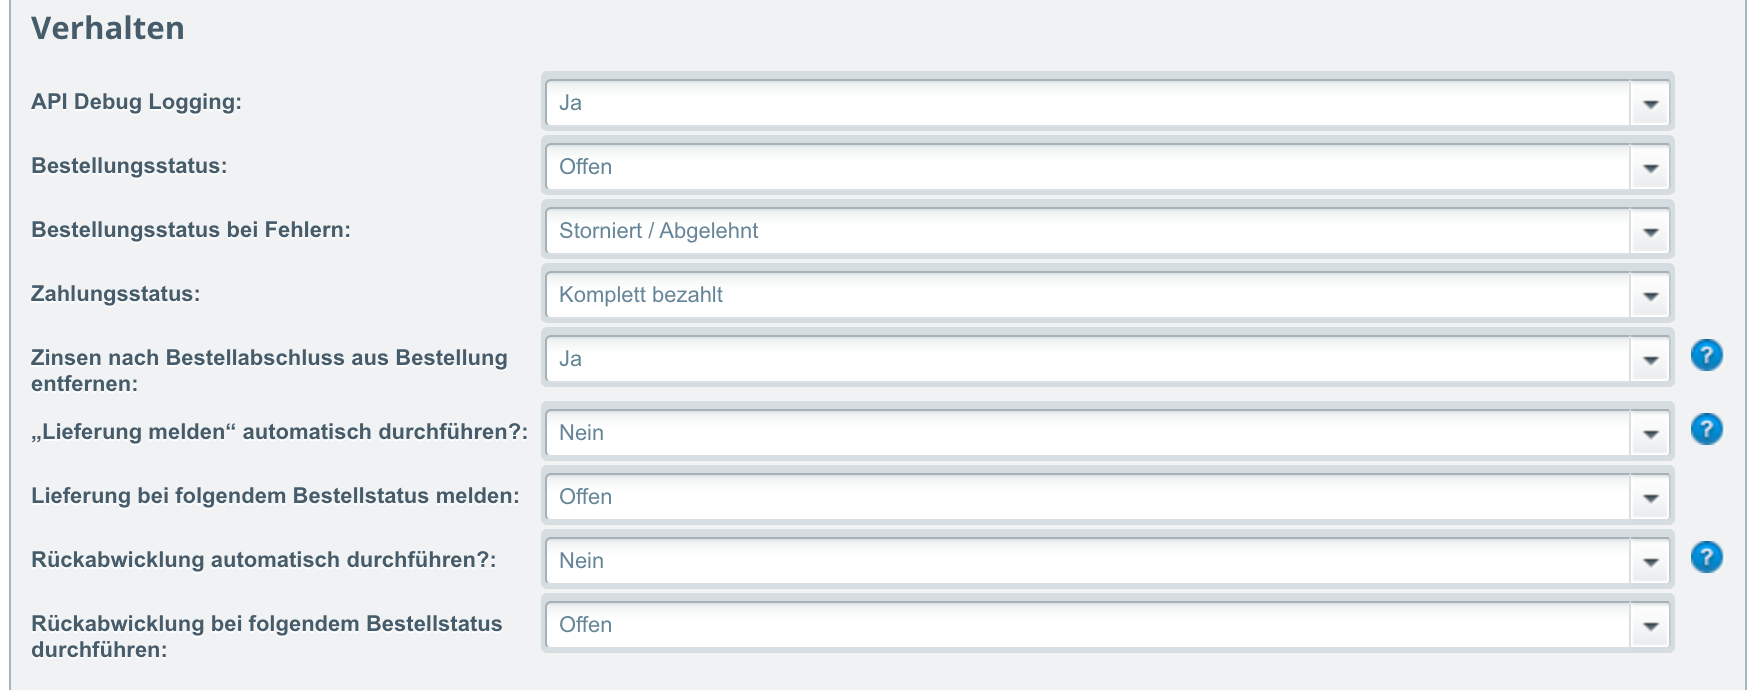 Verhalten
API Debug Logging:
Ja
Bestellungsstatus:
Offen
Bestellungsstatus bei Fehlern:
Storniert / Abgelehnt
Zahlungsstatus:
Komplett bezahlt
Zinsen nach Bestellabschluss aus Bestellung
entfernen:
Ja
?
„Lieferung melden“ automatisch durchführen?:
Nein
?
Lieferung bei folgendem Bestellstatus melden:
Offen
Rückabwicklung automatisch durchführen?:
Nein
?
Rückabwicklung bei folgendem Bestellstatus
durchführen:
Offen